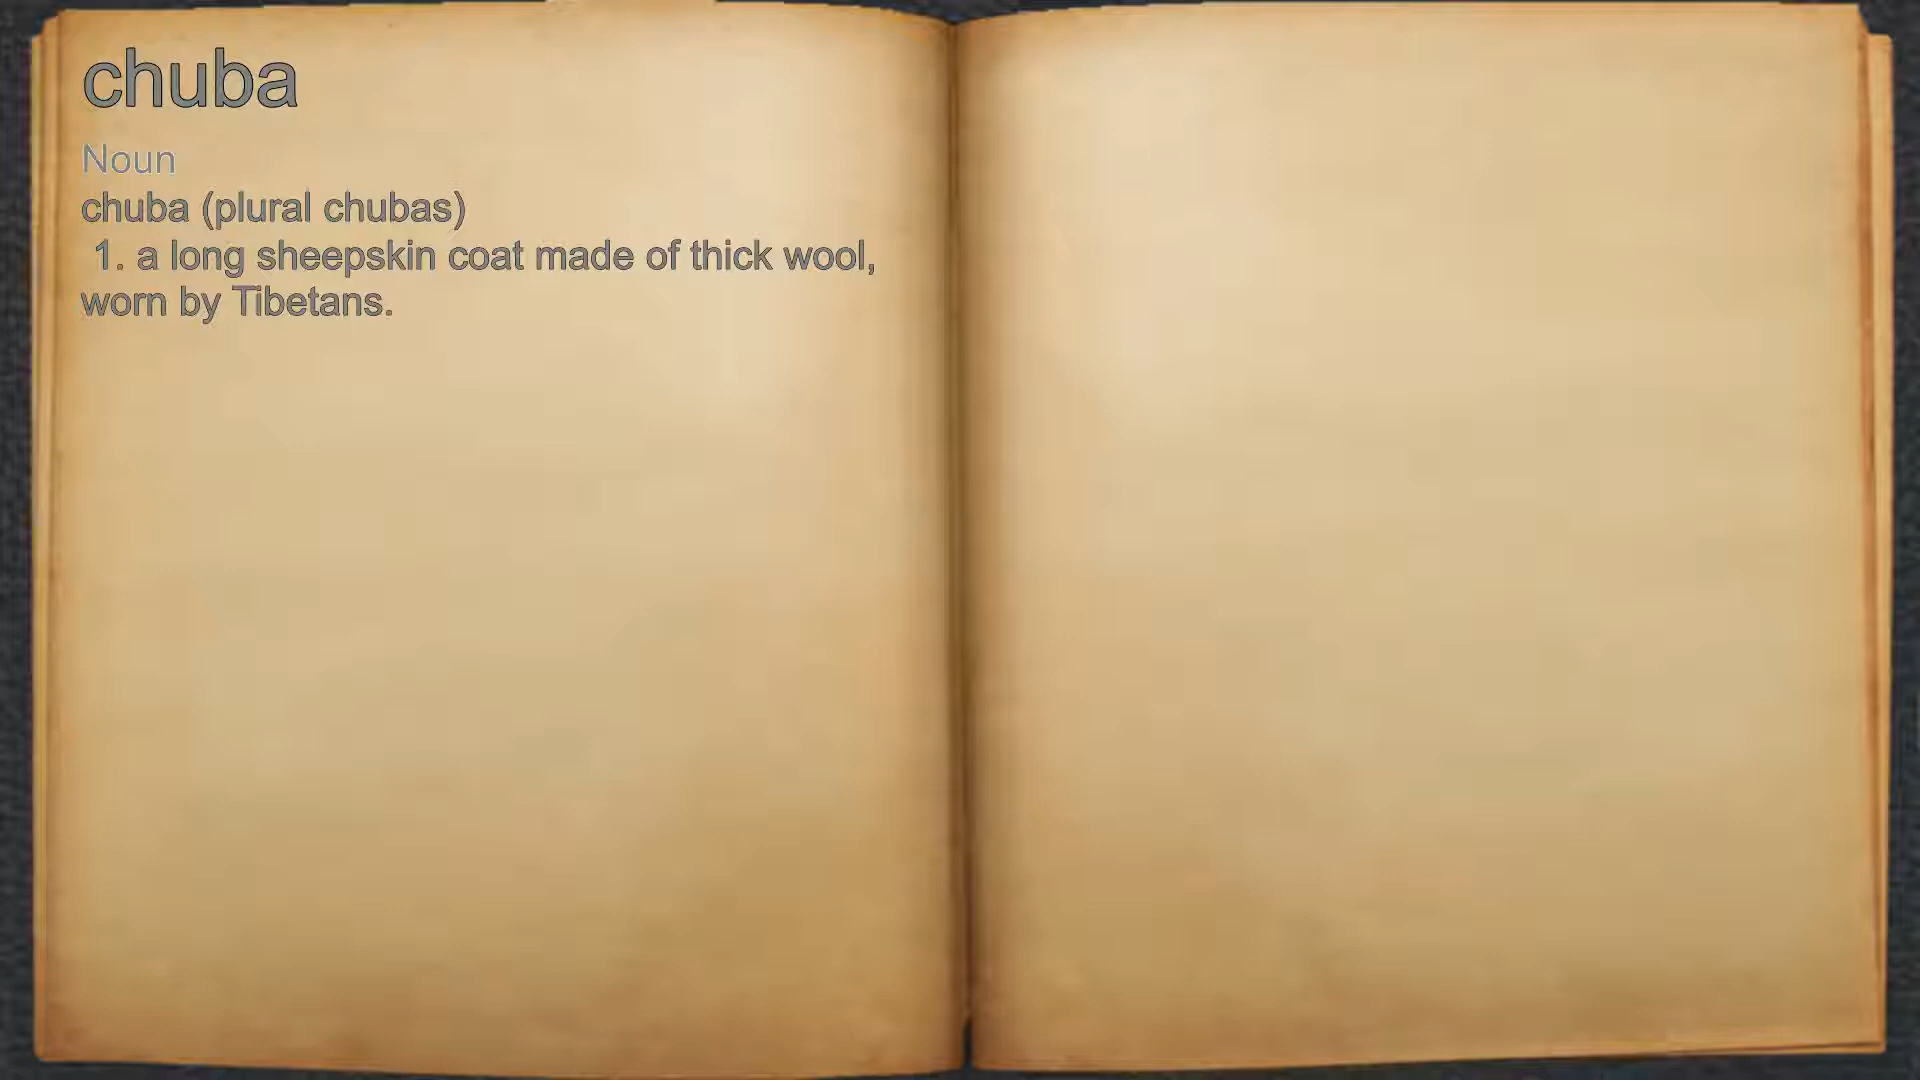 chuba
Noun
chuba (plural chubas)
1. a long sheepskin coat made of thick wool,
worn by Tibetans.